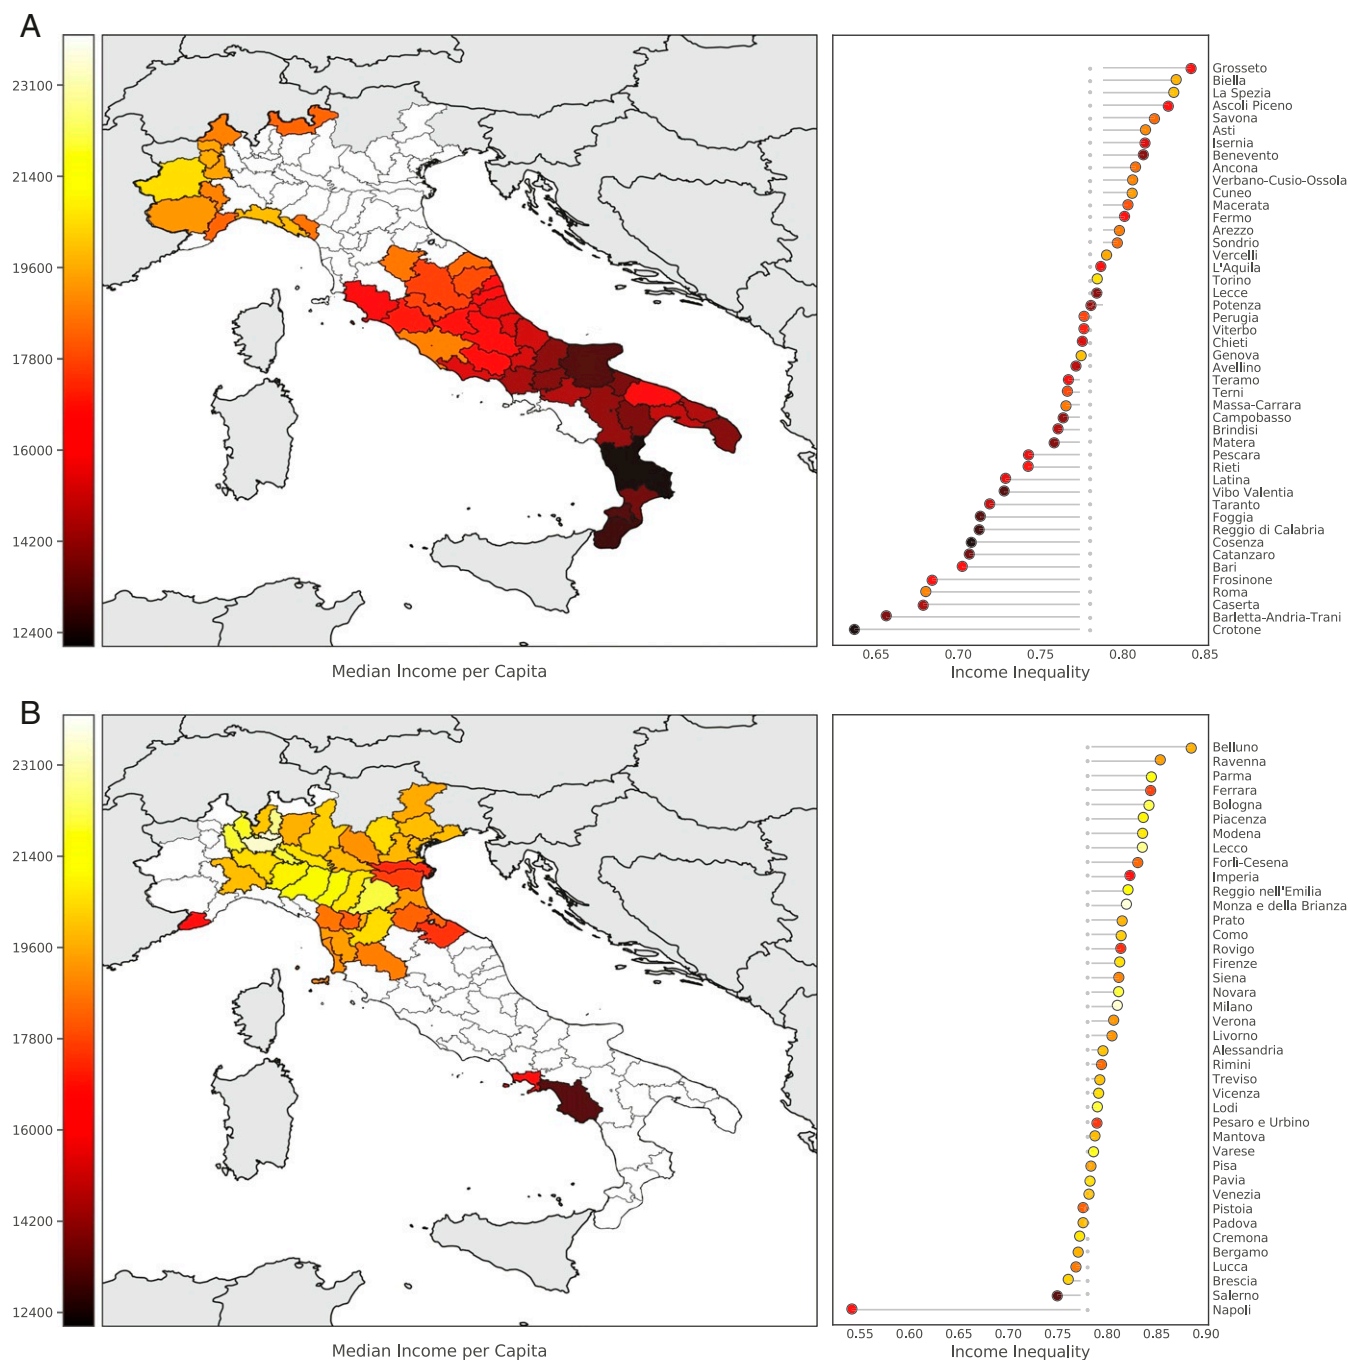 A
23100
21400
19600
17800
16000
14200
12400
Median Income per Capita
Grosseto
Biella
La Spezia
Ascoli Piceno
Savona
Asti
Isernia
Benevento
Ancona
Verbano-Cusio-Ossola
Cuneo
Macerata
Fermo
Arezzo
Sondrio
Vercelli
L'Aquila
Torino
Lecce
Potenza
Perugia
Viterbo
Chieti
Genova
Avellino
Teramo
Terni
Massa-Carrara
Campobasso
Brindisi
Matera
Pescara
Rieti
Latina
Vibo Valentia
Taranto
Foggia
Reggio di Calabria
Cosenza
Catanzaro
Bari
Frosinone
Roma
Caserta
Barletta-Andria-Trani
Crotone
0.65 0.70 0.75 0.80 0.85
Income Inequality
B
23100
21400
19600
17800
16000
14200
12400
Median Income per Capita
Belluno
Ravenna
Parma
Ferrara
Bologna
Piacenza
Modena
Lecco
Forlì-Cesena
Imperia
Reggio nell'Emilia
Monza e della Brianza
Prato
Como
Rovigo
Firenze
Siena
Novara
Milano
Verona
Livorno
Alessandria
Rimini
Treviso
Vicenza
Lodi
Pesaro e Urbino
Mantova
Varese
Pisa
Pavia
Venezia
Pistoia
Padova
Cremona
Bergamo
Lucca
Brescia
Salerno
Napoli
0.55 0.60 0.65 0.70 0.75 0.80 0.85 0.90
Income Inequality